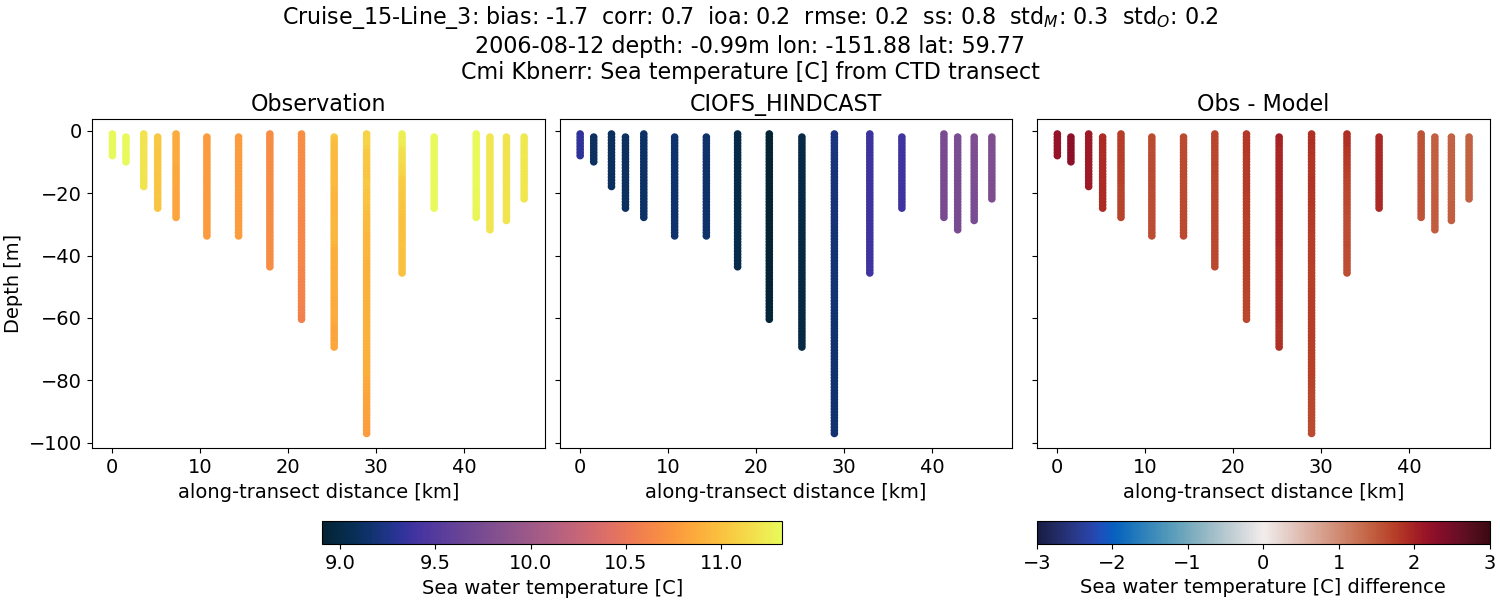 Cruise_15-Line_3: bias: -1.7 corr: 0.7 ioa: 0.2 rmse: 0.2 ss: 0.8 std_M: 0.3 std_O: 0.2
2006-08-12 depth: -0.99m lon: -151.88 lat: 59.77
Cmi Kbnerr: Sea temperature [C] from CTD transect
Observation
CIOFS_HINDCAST
Obs - Model
Depth [m]
0
−20
−40
−60
−80
−100
0 10 20 30 40
0 10 20 30 40
0 10 20 30 40
along-transect distance [km]
along-transect distance [km]
along-transect distance [km]
9.0 9.5 10.0 10.5 11.0
Sea water temperature [C]
−3 −2 −1 0 1 2 3
Sea water temperature [C] difference